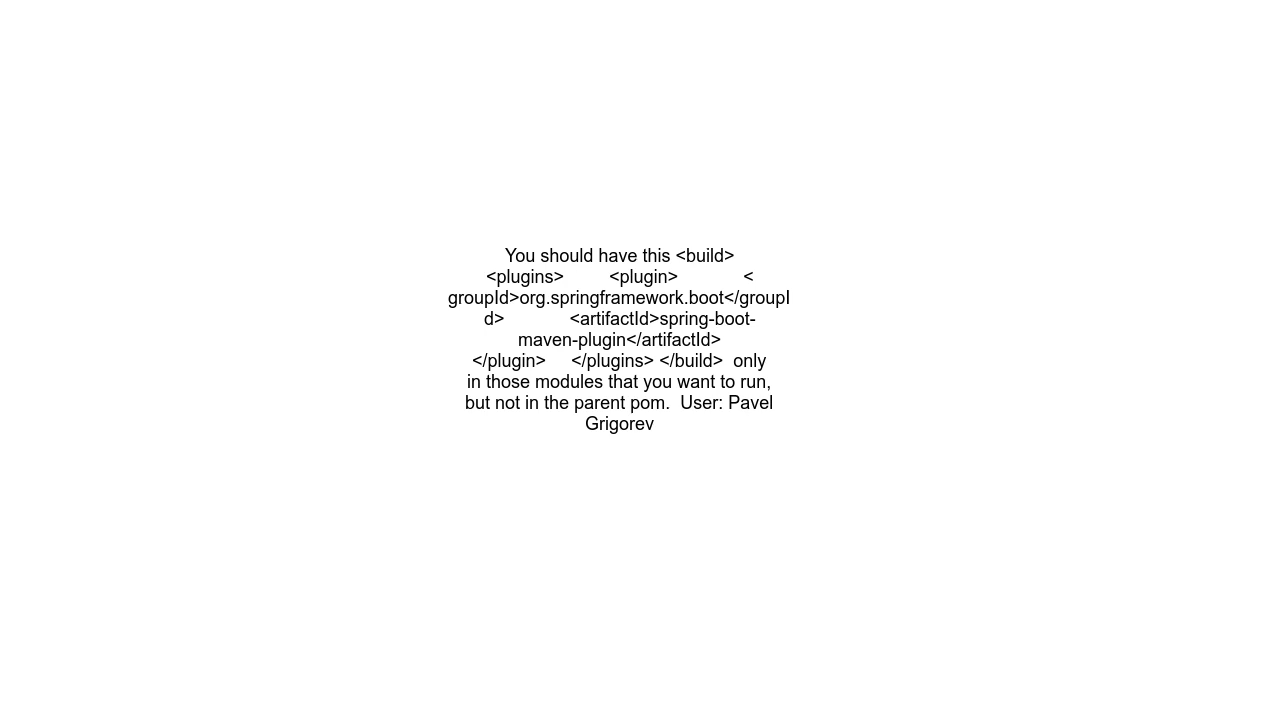 You should have this <build>
<plugins>         <plugin>             <
groupId>org.springframework.boot</groupI
d>             <artifactId>spring-boot-
maven-plugin</artifactId>
</plugin>     </plugins> </build>  only
in those modules that you want to run,
but not in the parent pom.  User: Pavel
Grigorev